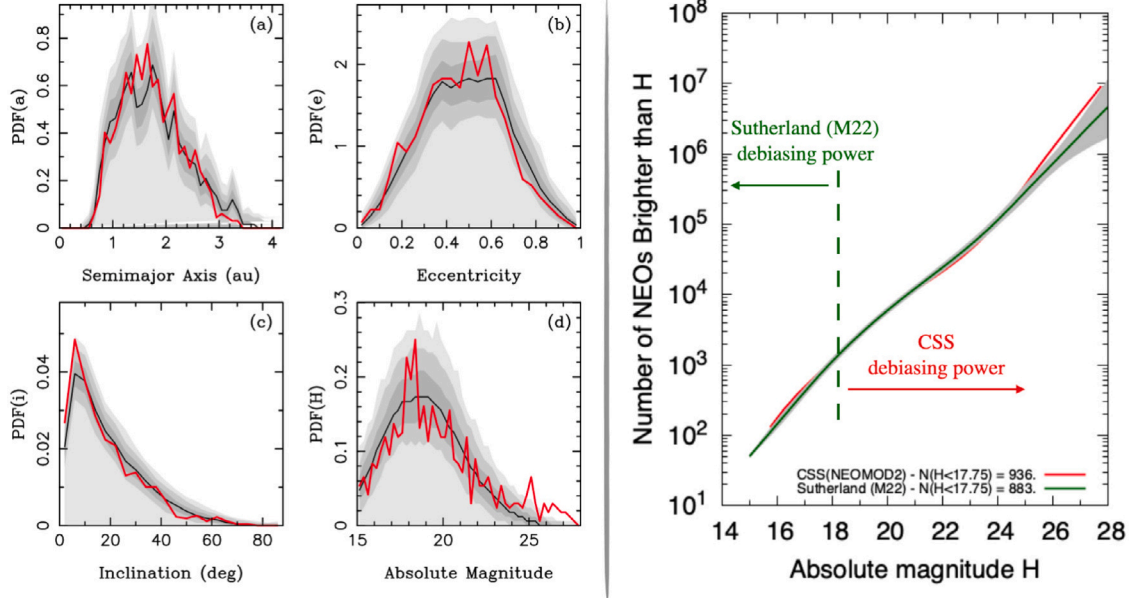 (a)
0.8
0.6
0.4
0.2
0
PDF(a)
0 1 2 3 4
Semimajor Axis (au)
(b)
2
1
0
PDF(e)
0 0.2 0.4 0.6 0.8 1
Eccentricity
(c)
0.04
0.02
0
PDF(i)
0 20 40 60 80
Inclination (deg)
(d)
0.3
0.2
0.1
0
PDF(H)
15 20 25
Absolute Magnitude
Number of NEOs Brighter than H
10^8
10^7
10^6
10^5
10^4
10^3
10^2
10^1
Sutherland (M22)
debiasing power
CSS
debiasing power
CSS(NEOMOD2) - N(H<17.75) = 936.
Sutherland (M22) - N(H<17.75) = 883.
14 16 18 20 22 24 26 28
Absolute magnitude H